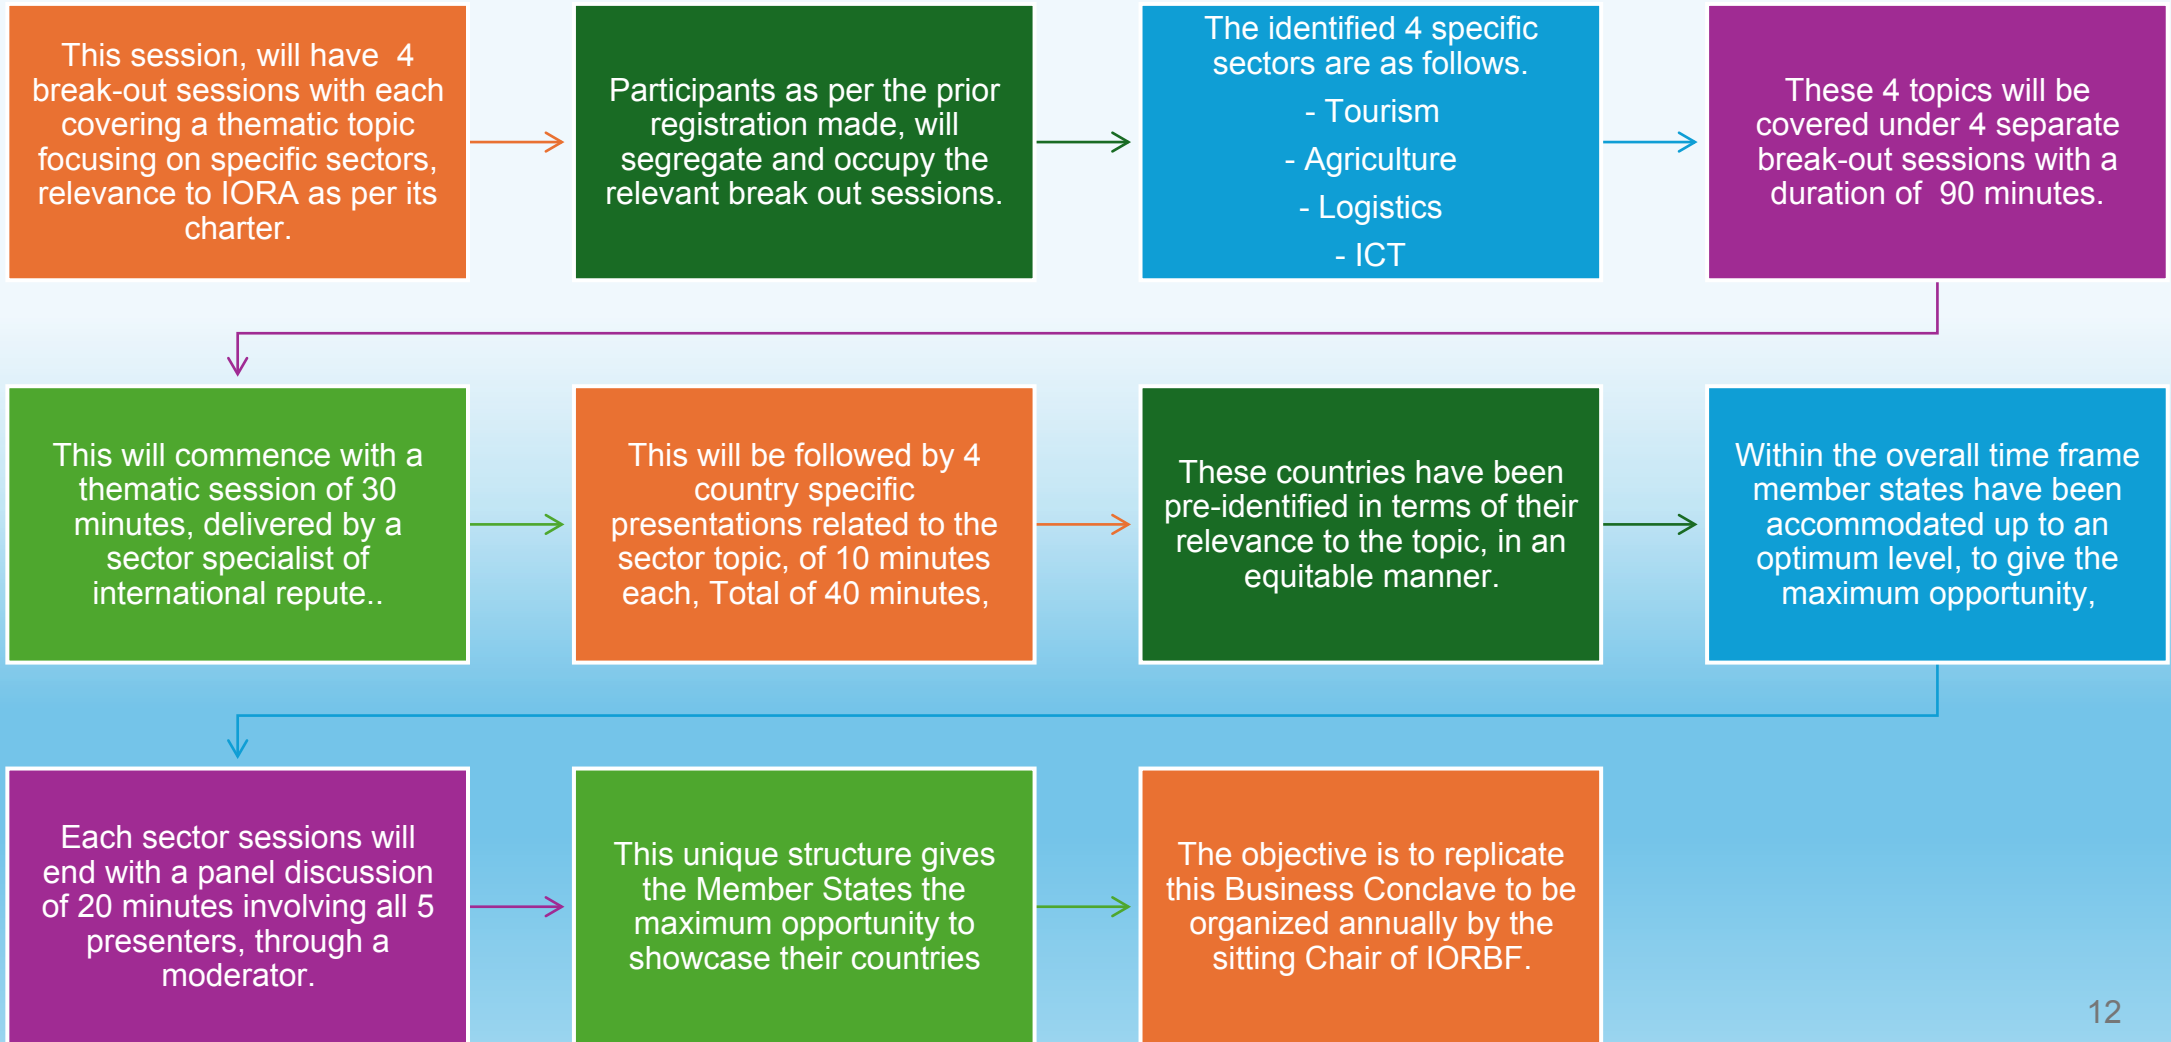 This session, will have 4
break-out sessions with each
covering a thematic topic
focusing on specific sectors,
relevance to IORA as per its
charter.
Participants as per the prior
registration made, will
segregate and occupy the
relevant break out sessions.
The identified 4 specific
sectors are as follows.
- Tourism
- Agriculture
- Logistics
- ICT
These 4 topics will be
covered under 4 separate
break-out sessions with a
duration of 90 minutes.
This will commence with a
thematic session of 30
minutes, delivered by a
sector specialist of
international repute..
This will be followed by 4
country specific
presentations related to the
sector topic, of 10 minutes
each, Total of 40 minutes,
These countries have been
pre-identified in terms of their
relevance to the topic, in an
equitable manner.
Within the overall time frame
member states have been
accommodated up to an
optimum level, to give the
maximum opportunity,
Each sector sessions will
end with a panel discussion
of 20 minutes involving all 5
presenters, through a
moderator.
This unique structure gives
the Member States the
maximum opportunity to
showcase their countries
The objective is to replicate
this Business Conclave to be
organized annually by the
sitting Chair of IORBF.
12